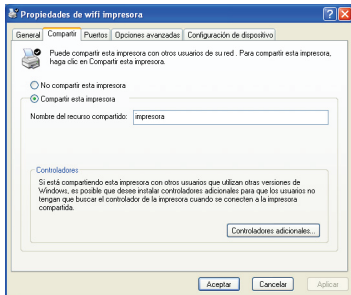 Propiedades de wifi impresora
General Compartir Puertos Opciones avanzadas Configuración de dispositivo
Puede compartir esta impresora con otros usuarios de su red . Para compartir esta impresora,
haga clic en Compartir esta impresora.
No compartir esta impresora
Compartir esta impresora
Nombre del recurso compartido: impresora
Controladores
Si está compartiendo esta impresora con otros usuarios que utilizan otras versiones de
Windows, es posible que desee instalar controladores adicionales para que los usuarios no
tengan que buscar el controlador de la impresora cuando se conecten a la impresora
compartida.
Controladores adicionales...
Aceptar Cancelar Aplicar